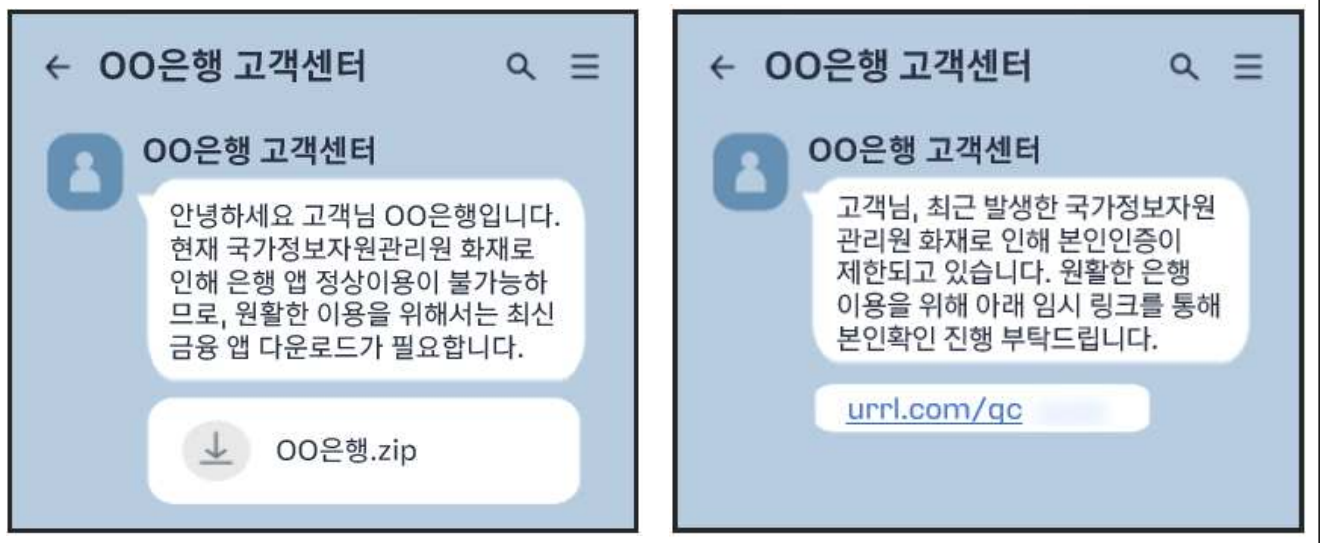 OO은행 고객센터
OO은행 고객센터
안녕하세요 고객님 OO은행입니다.
현재 국가정보자원관리원 화재로
인해 은행 앱 정상이용이 불가능하
므로, 원활한 이용을 위해서는 최신
금융 앱 다운로드가 필요합니다.
OO은행.zip
OO은행 고객센터
OO은행 고객센터
고객님, 최근 발생한 국가정보자원
관리원 화재로 인해 본인인증이
제한되고 있습니다. 원활한 은행
이용을 위해 아래 임시 링크를 통해
본인확인 진행 부탁드립니다.
urrl.com/qc